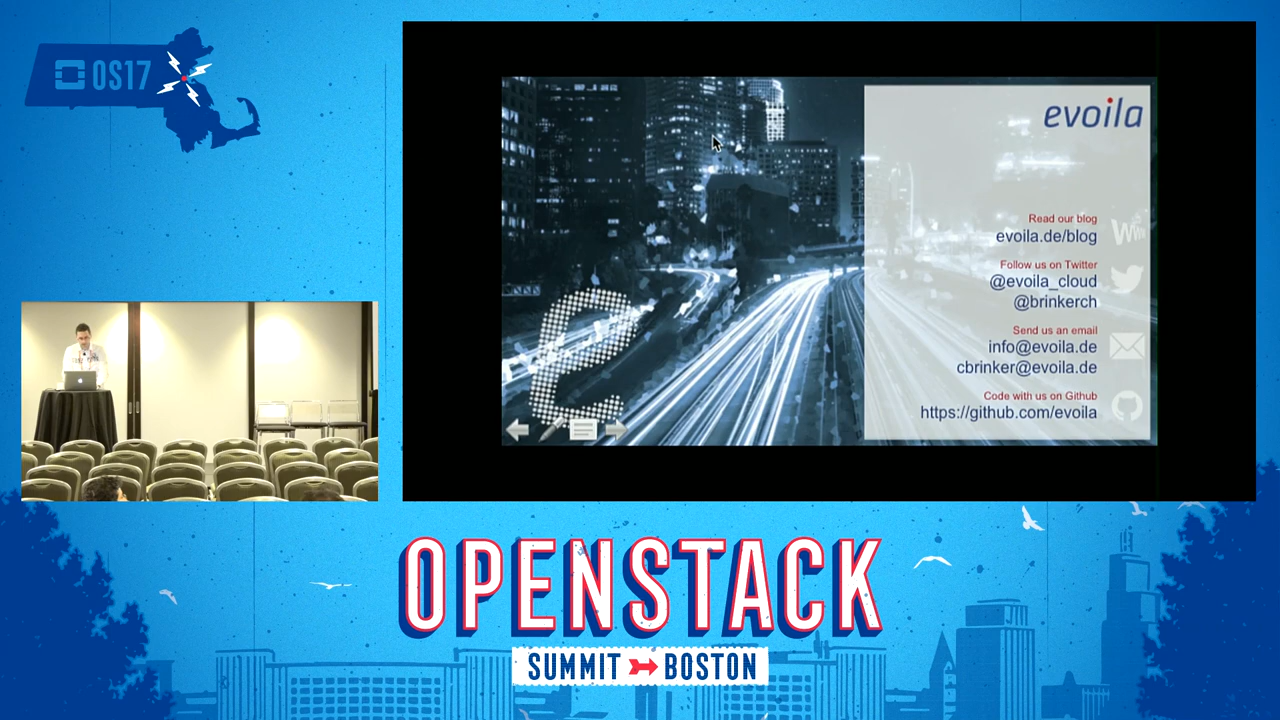 OS17
evoila
Read our blog
evoila.de/blog
Follow us on Twitter
@evoila_cloud
@brinkerch
Send us an email
info@evoila.de
cbrinker@evoila.de
Code with us on Github
https://github.com/evoila
OPENSTACK
SUMMIT BOSTON